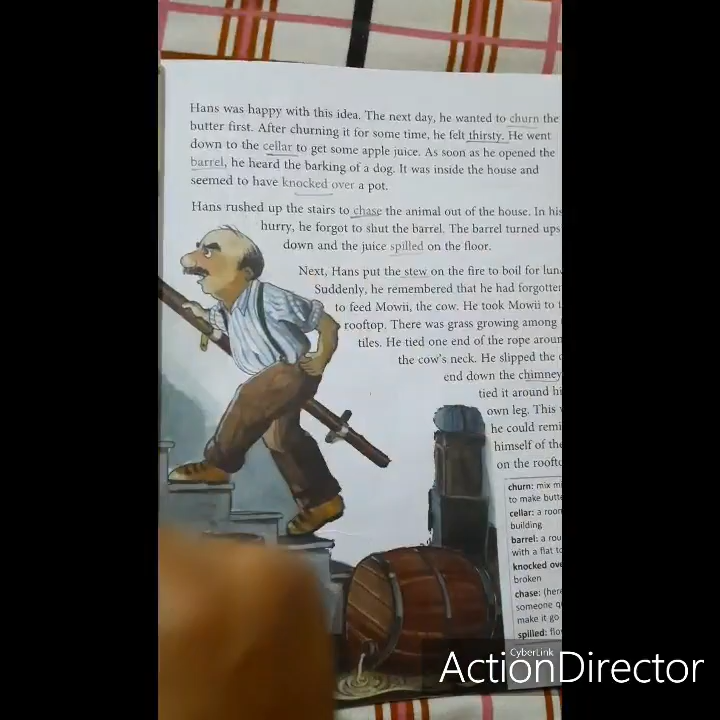 Hans was happy with this idea. The next day, he wanted to churn the
butter first. After churning it for some time, he felt thirsty. He went
down to the cellar to get some apple juice. As soon as he opened the
barrel, he heard the barking of a dog. It was inside the house and
seemed to have knocked over a pot.
Hans rushed up the stairs to chase the animal out of the house. In his
hurry, he forgot to shut the barrel. The barrel turned ups
down and the juice spilled on the floor.
Next, Hans put the stew on the fire to boil for lun
Suddenly, he remembered that he had forgotten
to feed Mowii, the cow. He took Mowii to t
rooftop. There was grass growing among
tiles. He tied one end of the rope aroun
the cow's neck. He slipped the o
end down the chimney
tied it around hi
own leg. This
he could remi
himself of the
on the roofto
churn: mix mi
to make butte
cellar: a room
building
barrel: a rou
with a flat to
knocked ove
broken
chase: (here
someone q
make it go
spilled: flo
CyberLink
ActionDirector